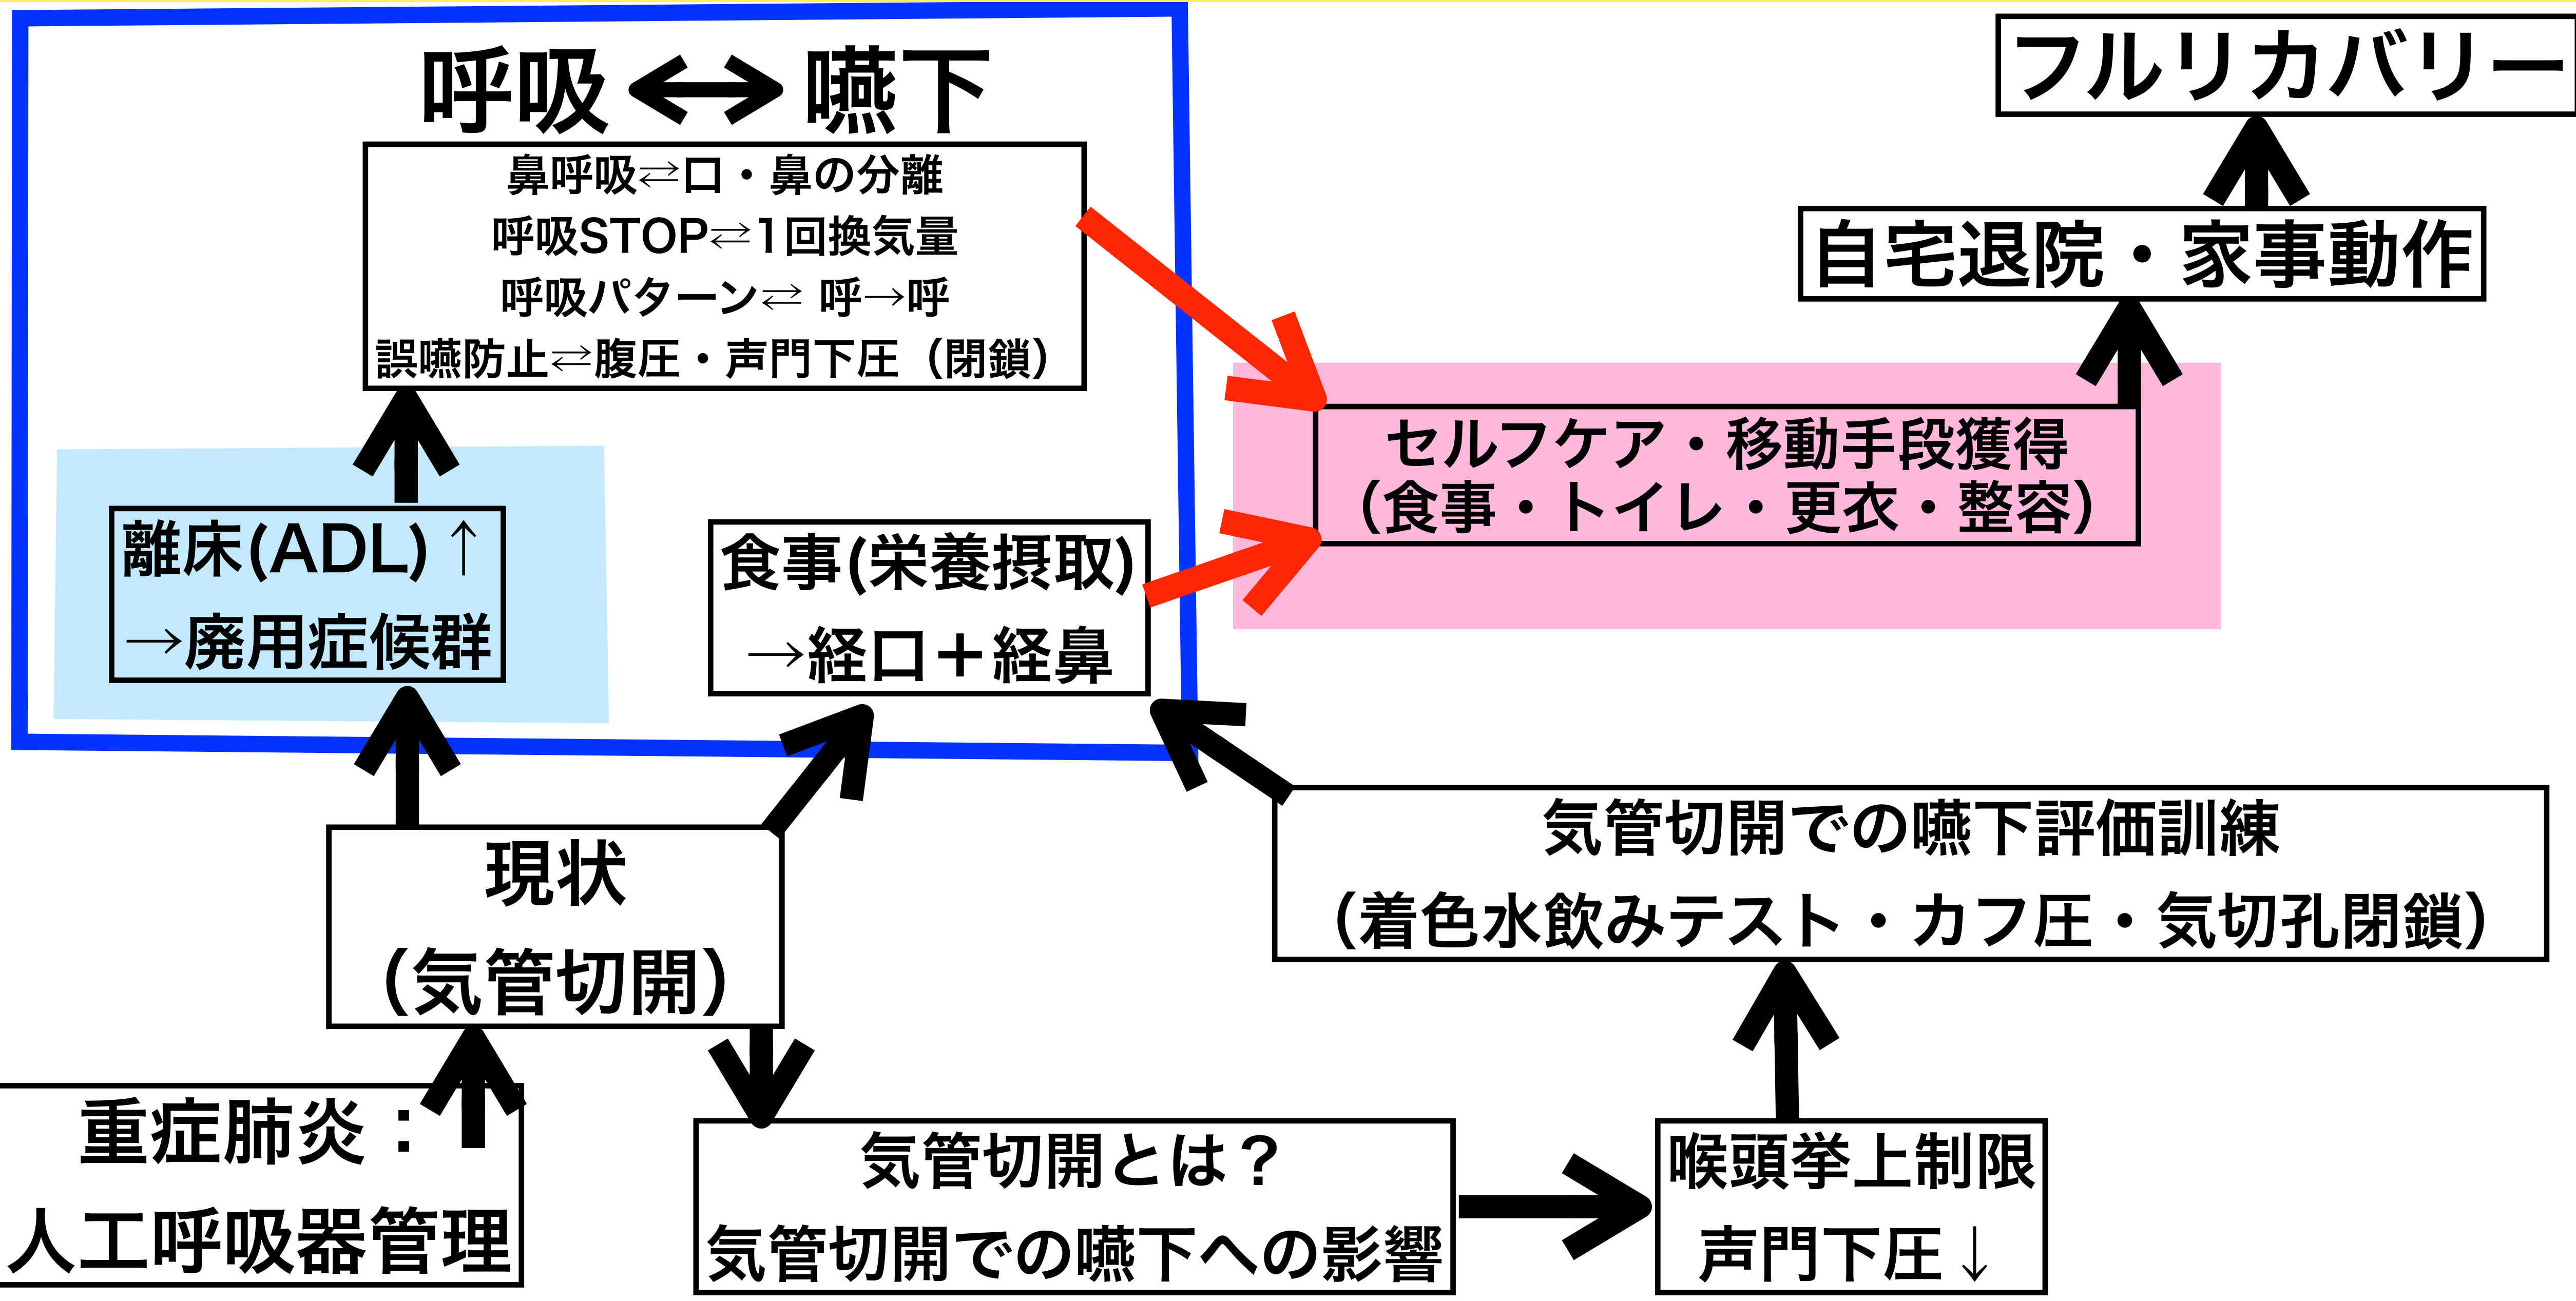 呼吸↔嚥下
鼻呼吸⇄口・鼻の分離
呼吸STOP⇄1回換気量
呼吸パターン⇄ 呼→呼
誤嚥防止⇄腹圧・声門下圧（閉鎖）
離床(ADL)↑
→廃用症候群
食事(栄養摂取)
→経口＋経鼻
フルリカバリー
自宅退院・家事動作
セルフケア・移動手段獲得
（食事・トイレ・更衣・整容）
現状
（気管切開）
気管切開での嚥下評価訓練
（着色水飲みテスト・カフ圧・気切孔閉鎖）
重症肺炎：
人工呼吸器管理
気管切開とは？
気管切開での嚥下への影響
喉頭挙上制限
声門下圧↓